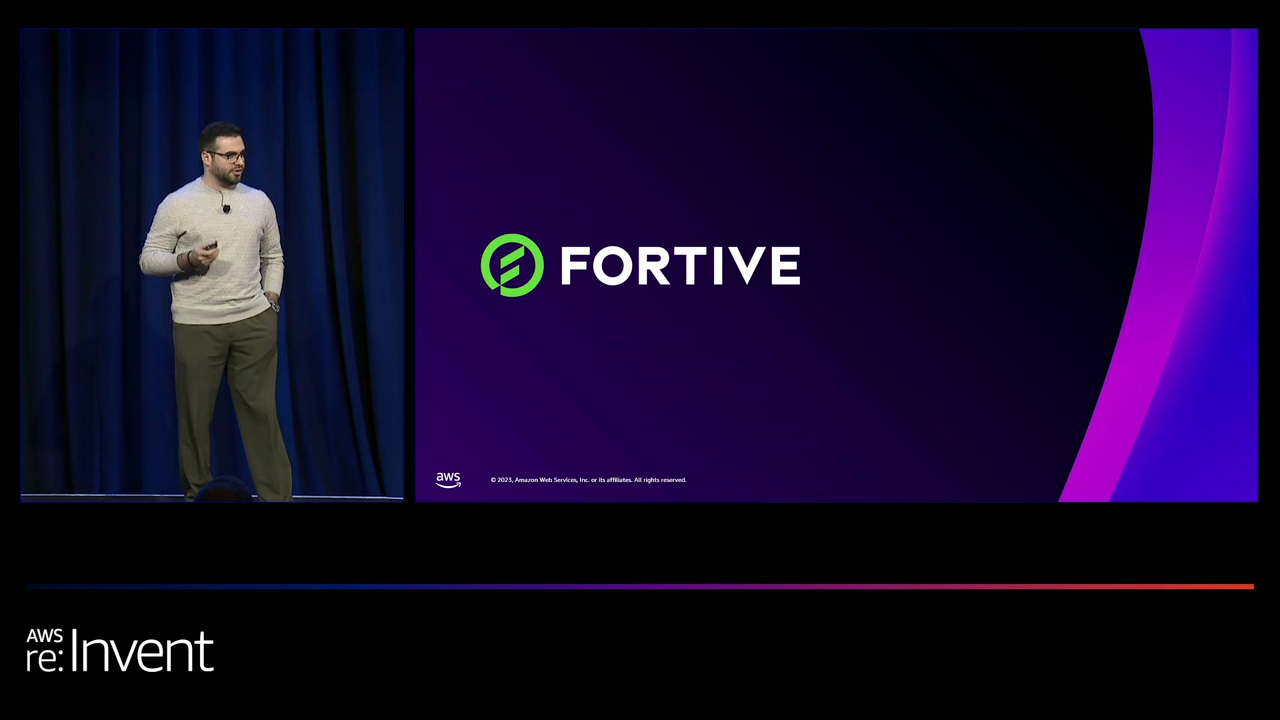 FORTIVE
aws
© 2023, Amazon Web Services, Inc. or its affiliates. All rights reserved.
AWS
re:Invent